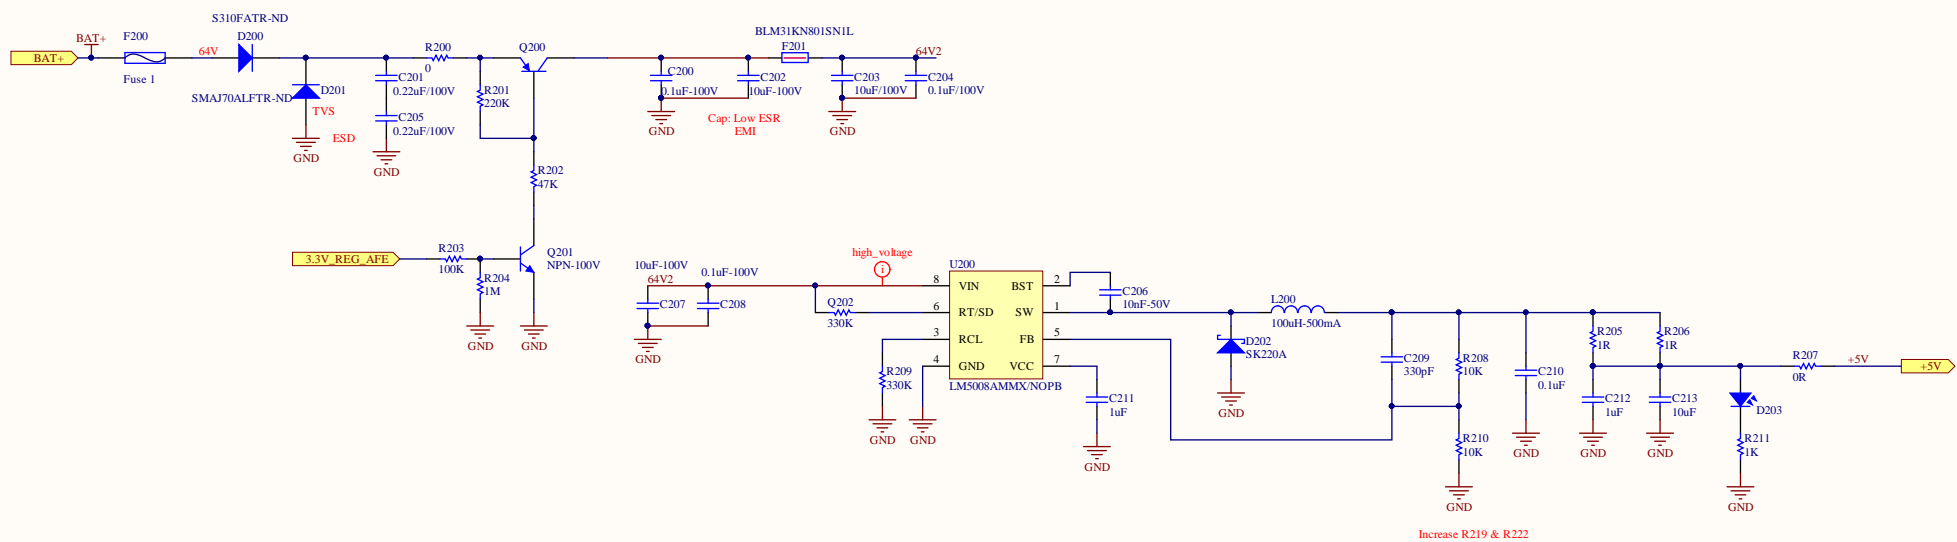 S310FATR-ND
BAT+
F200
64V
D200
BAT+
Fuse 1
SMAJ70ALFTR-ND
D201
TVS
ESD
GND
C201
0.22uF/100V
C205
0.22uF/100V
GND
R200
0
R201
220K
Q200
R202
47K
C200
0.1uF-100V
GND
C202
10uF-100V
Cap: Low ESR
EMI
BLM31KN801SN1L
F201
C203
10uF/100V
GND
64V2
C204
0.1uF/100V
3.3V_REG_AFE
R203
100K
R204
1M
GND
Q201
NPN-100V
GND
10uF-100V
64V2
C207
GND
0.1uF-100V
C208
high_voltage
i
Q202
330K
R209
330K
GND
GND
U200
8
VIN
BST
2
6
RT/SD
SW
1
3
RCL
FB
5
4
GND
VCC
7
LM5008AMMX/NOPB
C206
10nF-50V
C211
1uF
GND
D202
SK220A
GND
L200
100uH-500mA
C209
330pF
R208
10K
R210
10K
GND
C210
0.1uF
GND
R205
1R
C212
1uF
GND
R206
1R
C213
10uF
GND
D203
R211
1K
GND
R207
0R
+5V
+5V
Increase R219 & R222